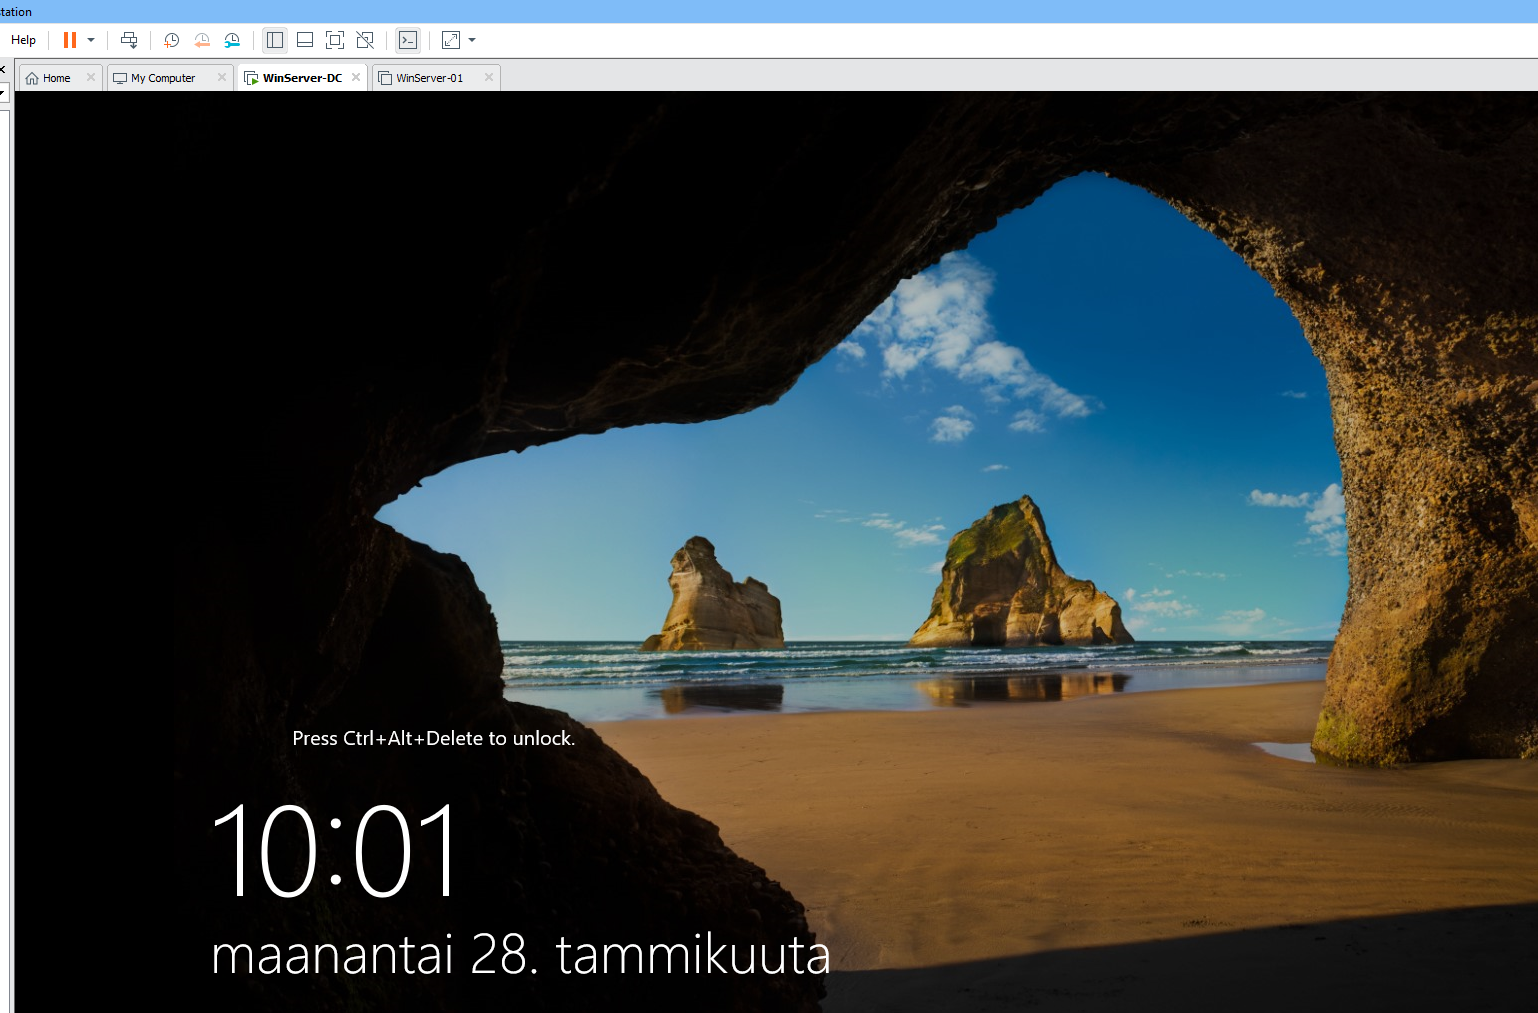 tation
Help
Home
My Computer
WinServer-DC
WinServer-01
Press Ctrl+Alt+Delete to unlock.
10:01
maanantai 28. tammikuuta